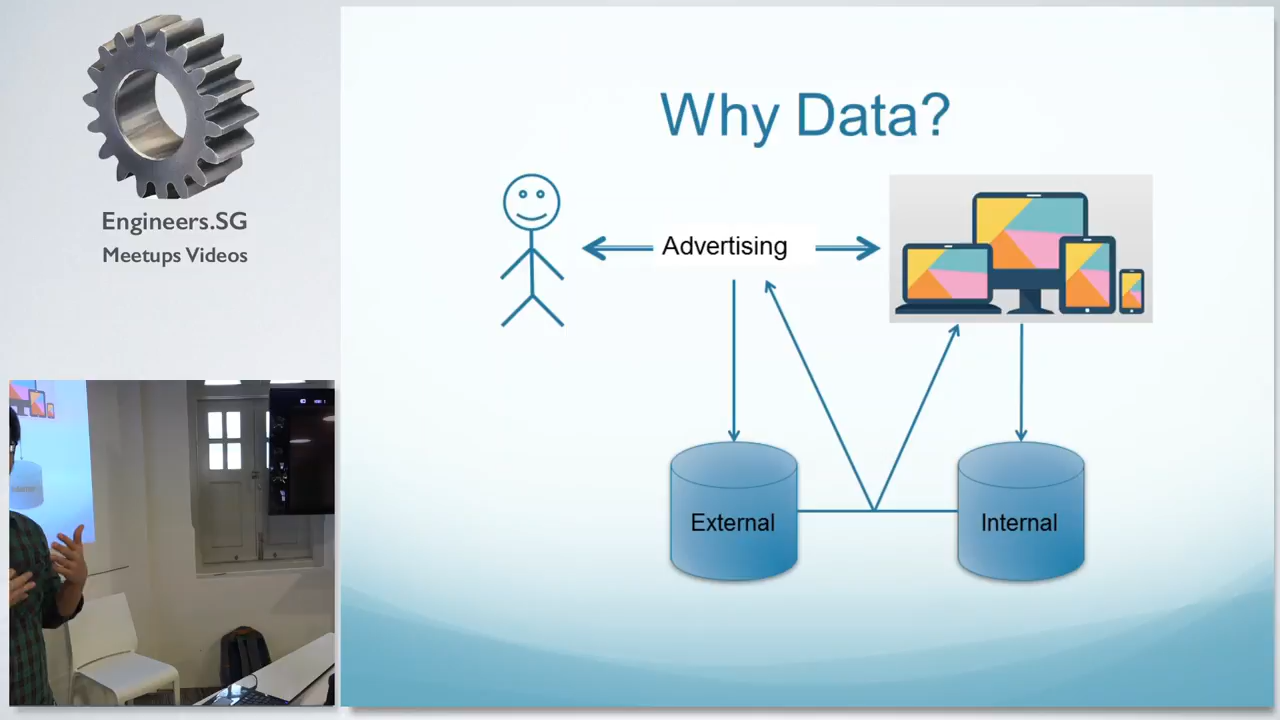 Engineers.SG
Meetups Videos
Why Data?
Advertising
External
Internal